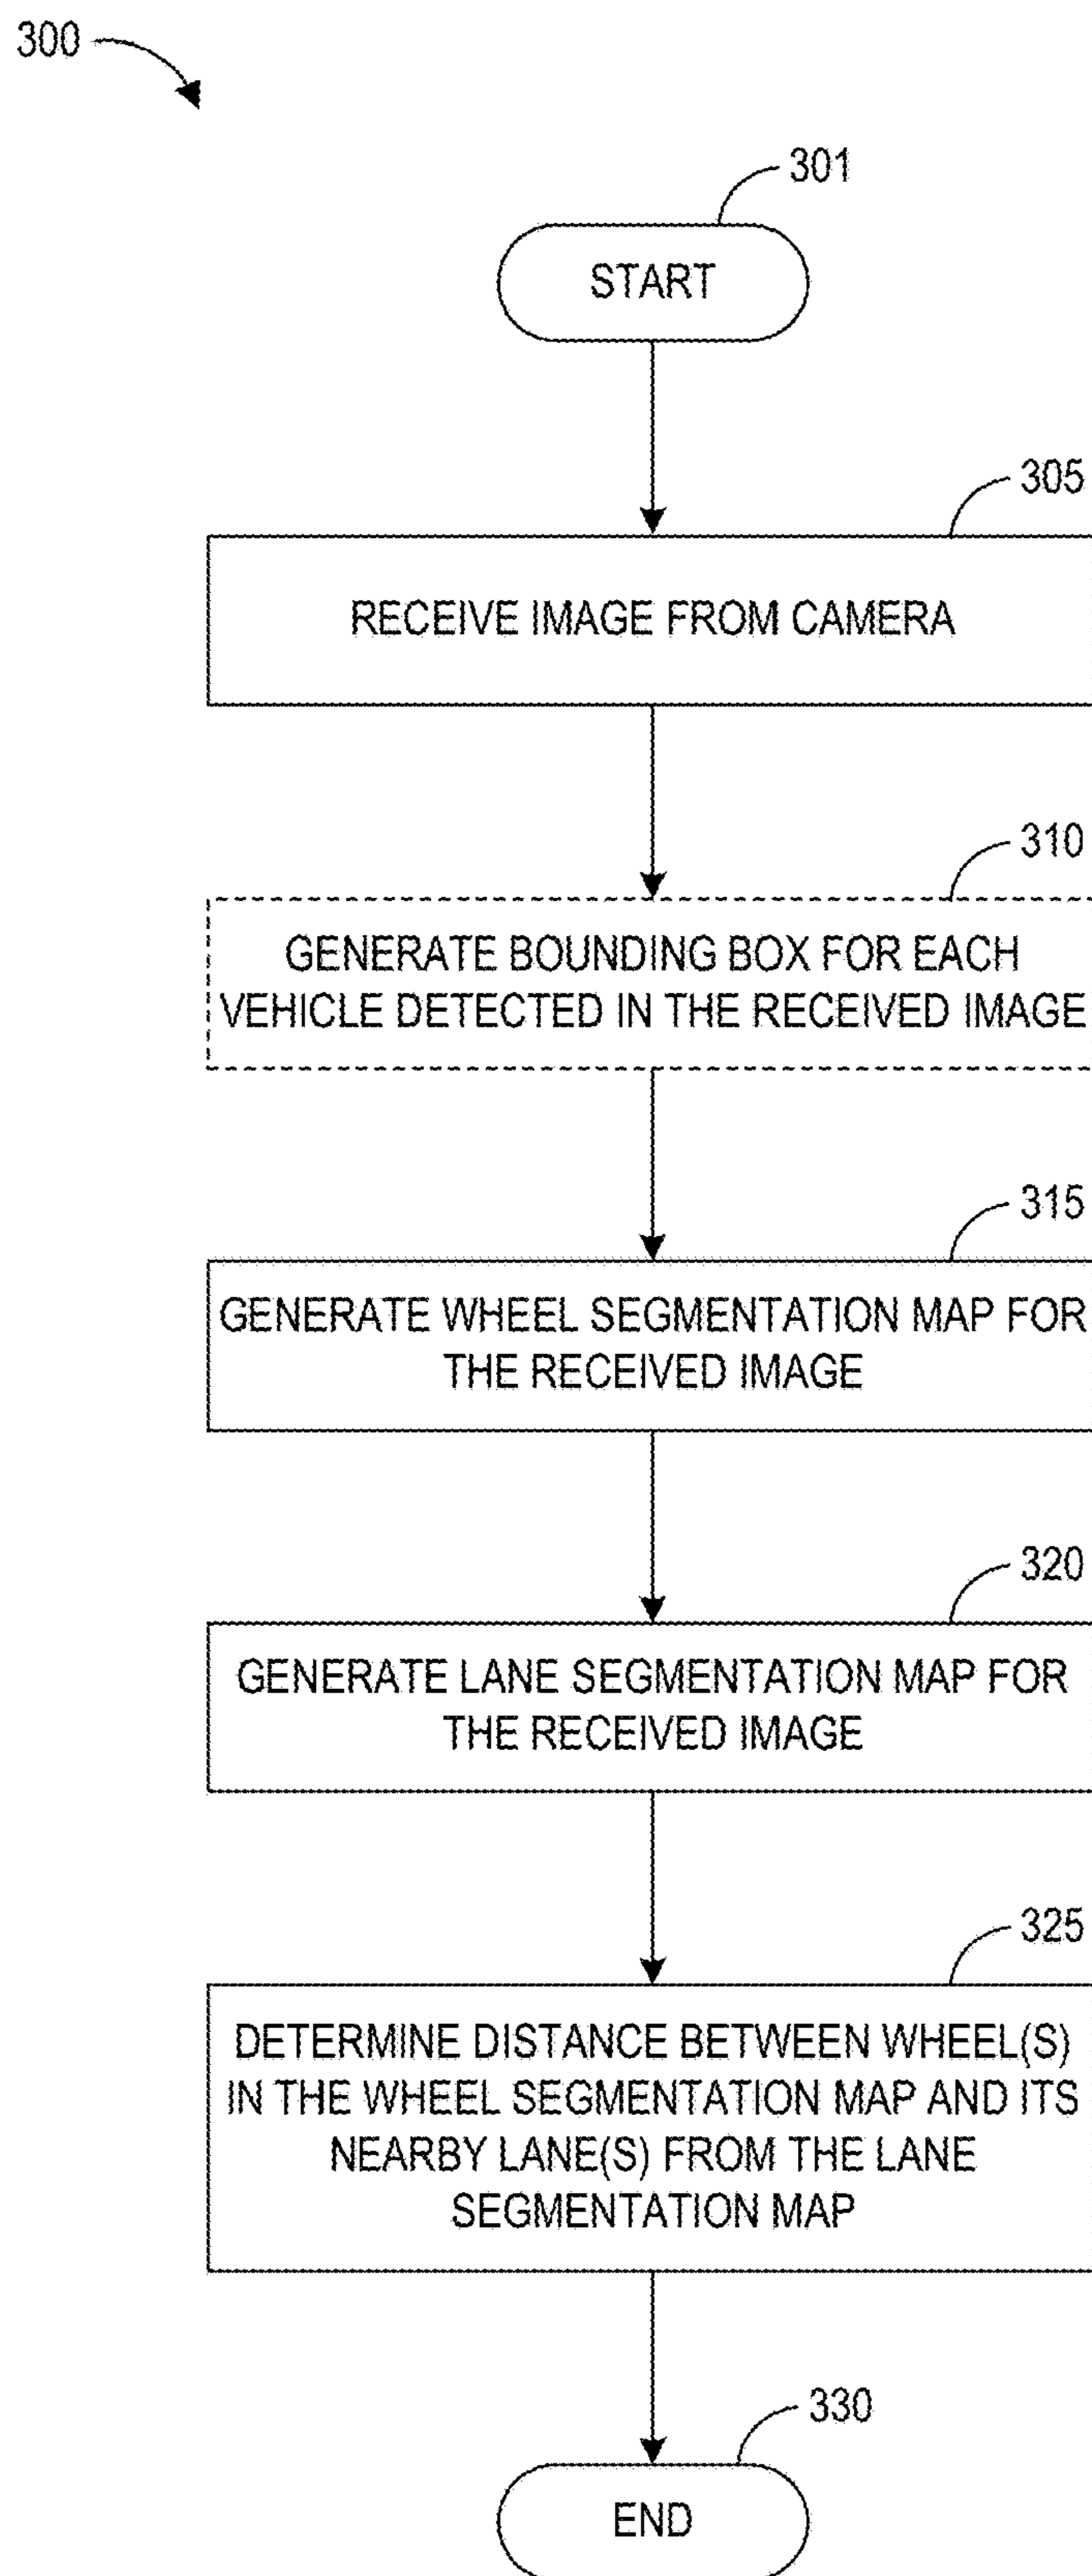 300
301
START
305
RECEIVE IMAGE FROM CAMERA
310
GENERATE BOUNDING BOX FOR EACH
VEHICLE DETECTED IN THE RECEIVED IMAGE
315
GENERATE WHEEL SEGMENTATION MAP FOR
THE RECEIVED IMAGE
320
GENERATE LANE SEGMENTATION MAP FOR
THE RECEIVED IMAGE
325
DETERMINE DISTANCE BETWEEN WHEEL(S)
IN THE WHEEL SEGMENTATION MAP AND ITS
NEARBY LANE(S) FROM THE LANE
SEGMENTATION MAP
330
END